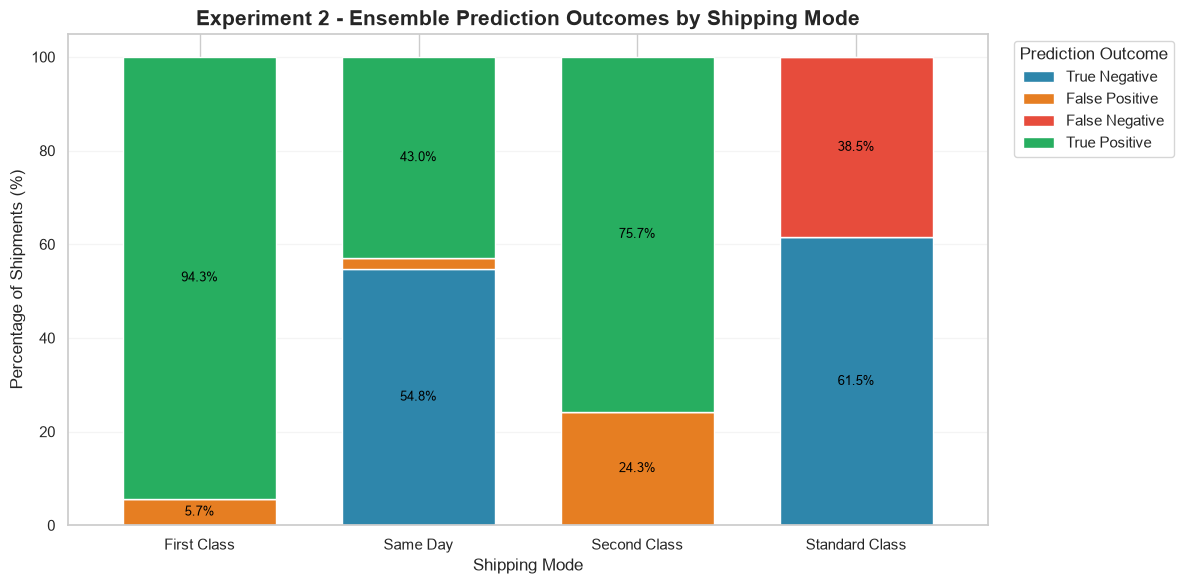 Experiment 2 - Ensemble Prediction Outcomes by Shipping Mode
Percentage of Shipments (%)
100
80
60
40
20
0
94.3%
5.7%
43.0%
54.8%
75.7%
24.3%
38.5%
61.5%
First Class
Same Day
Second Class
Standard Class
Shipping Mode
Prediction Outcome
True Negative
False Positive
False Negative
True Positive